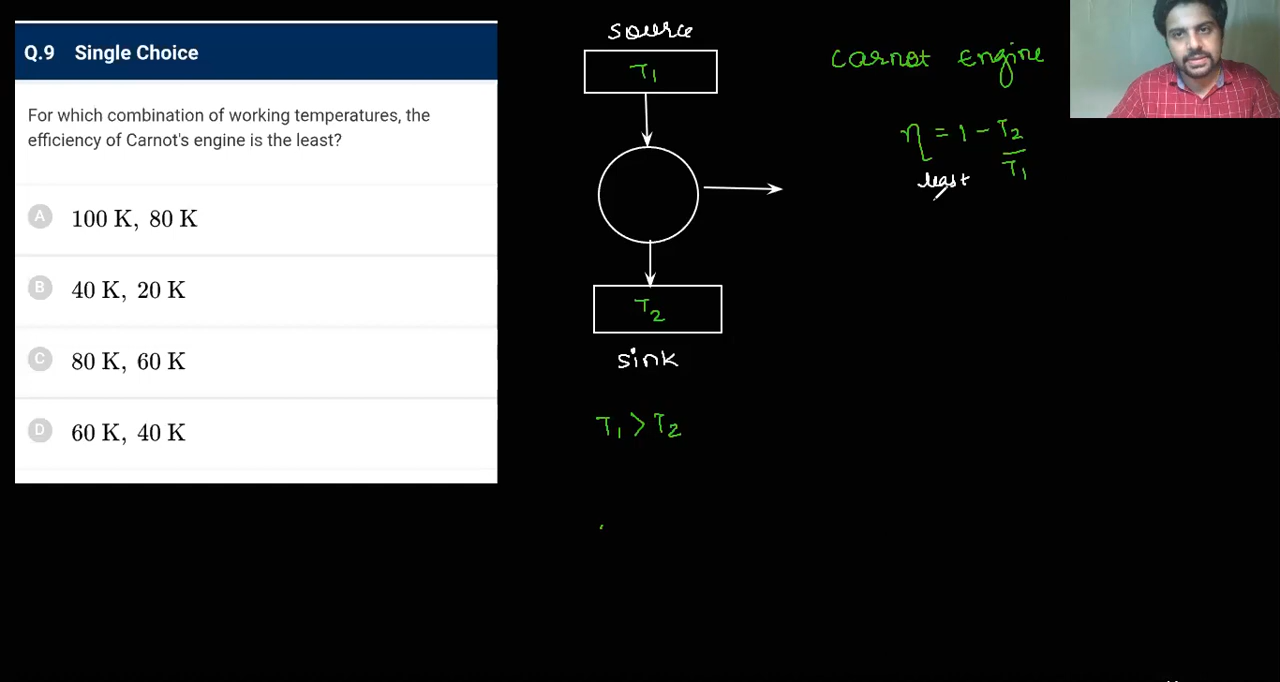 Q.9 Single Choice
For which combination of working temperatures, the
efficiency of Carnot's engine is the least?
A 100 K, 80 K
B 40 K, 20 K
C 80 K, 60 K
D 60 K, 40 K
source
T1
T2
sink
T1 > T2
carnot Engine
η = 1 - T2
T1
least